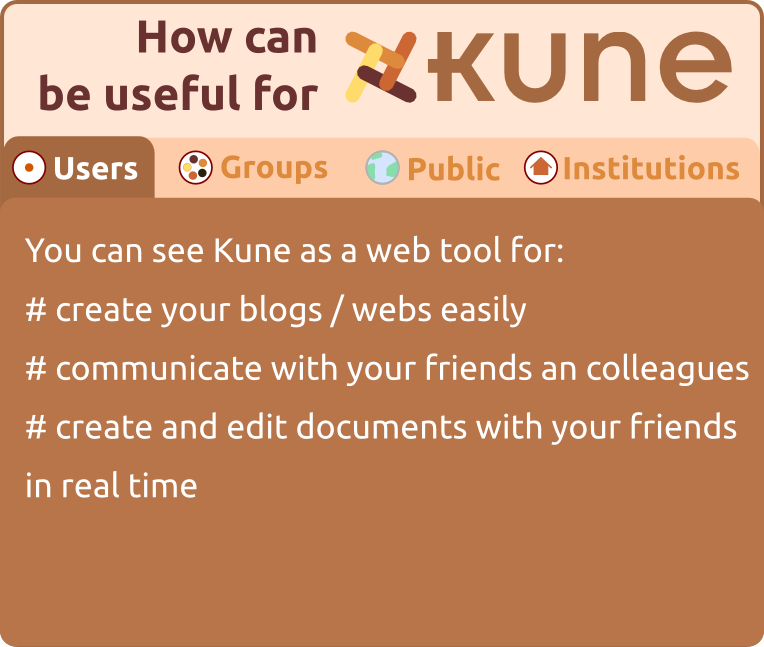 How can
be useful for
kune
Users
Groups
Public
Institutions
You can see Kune as a web tool for:
# create your blogs / webs easily
# communicate with your friends an colleagues
# create and edit documents with your friends
in real time